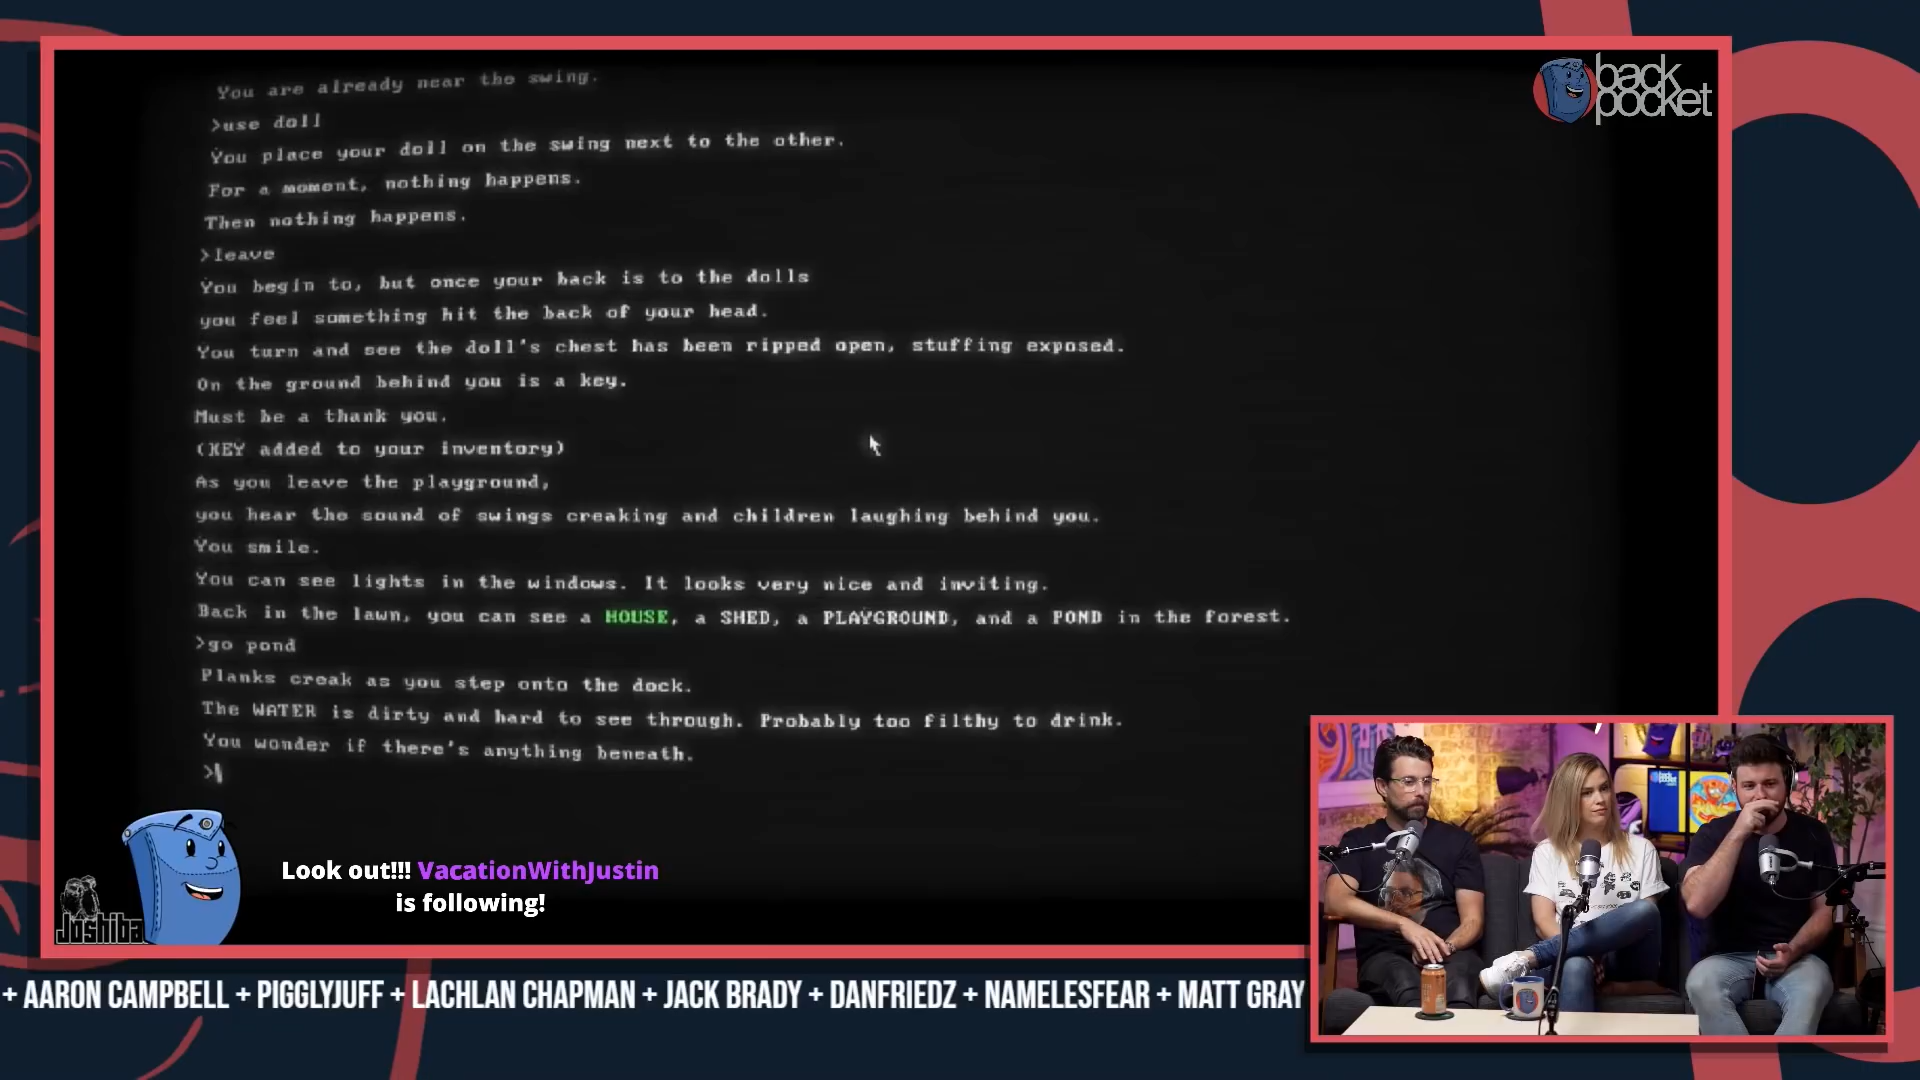 You are already near the swing.
>use doll
You place your doll on the swing next to the other.
For a moment, nothing happens.
Then nothing happens.
>leave
You begin to, but once your back is to the dolls
you feel something hit the back of your head.
You turn and see the doll's chest has been ripped open, stuffing exposed.
On the ground behind you is a key.
Must be a thank you.
(KEY added to your inventory)
As you leave the playground,
you hear the sound of swings creaking and children laughing behind you.
You smile.
You can see lights in the windows. It looks very nice and inviting.
Back in the lawn, you can see a HOUSE, a SHED, a PLAYGROUND, and a POND in the forest.
>go pond
Planks creak as you step onto the dock.
The WATER is dirty and hard to see through. Probably too filthy to drink.
You wonder if there's anything beneath.
>
back
pocket
Look out!!! VacationWithJustin
is following!
Joshiba
+ AARON CAMPBELL + PIGGLYJUFF + LACHLAN CHAPMAN + JACK BRADY + DANFRIEDZ + NAMELESFEAR + MATT GRAY